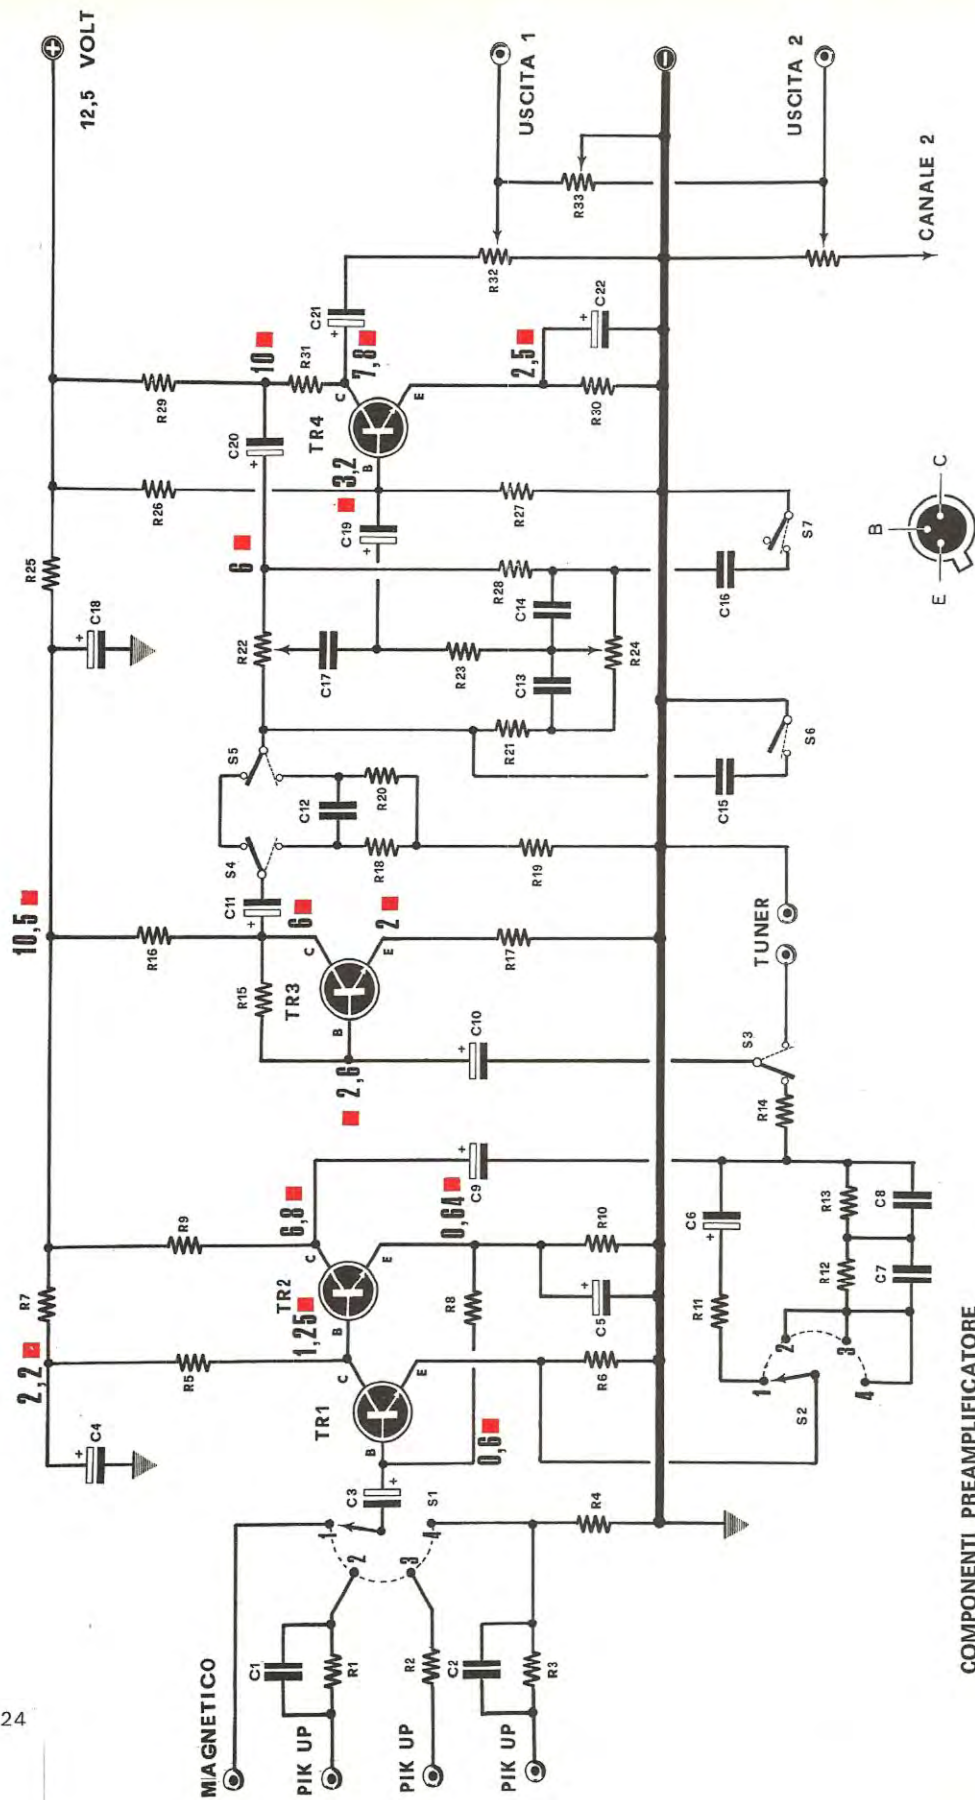 24
12,5 VOLT
USCITA 1
USCITA 2
CANALE 2
MAGNETICO
PIK UP
PIK UP
PIK UP
C1
R1
R2
C2
R3
1
2
3
4
S1
R4
C3
C4
2,2
R7
R5
TR1
B
C
E
0,6
R6
1,25
TR2
B
C
E
6,8
R9
R8
0,64
C5
R10
C9
S2
1
2
3
4
R11
C6
R12
R13
C7
C8
R14
S3
TUNER
C10
2,6
TR3
B
C
E
R15
R16
10,5
6
2
R17
C11
S4
S5
C12
R18
R20
R19
C15
S6
R21
R22
C17
R23
C13
C14
R24
R28
C16
S7
R25
C18
6
C19
3,2
R26
R27
C20
TR4
B
C
E
R29
10
R31
7,8
2,5
R30
C21
C22
R32
R33
E
B
C
COMPONENTI PREAMPLIFICATORE